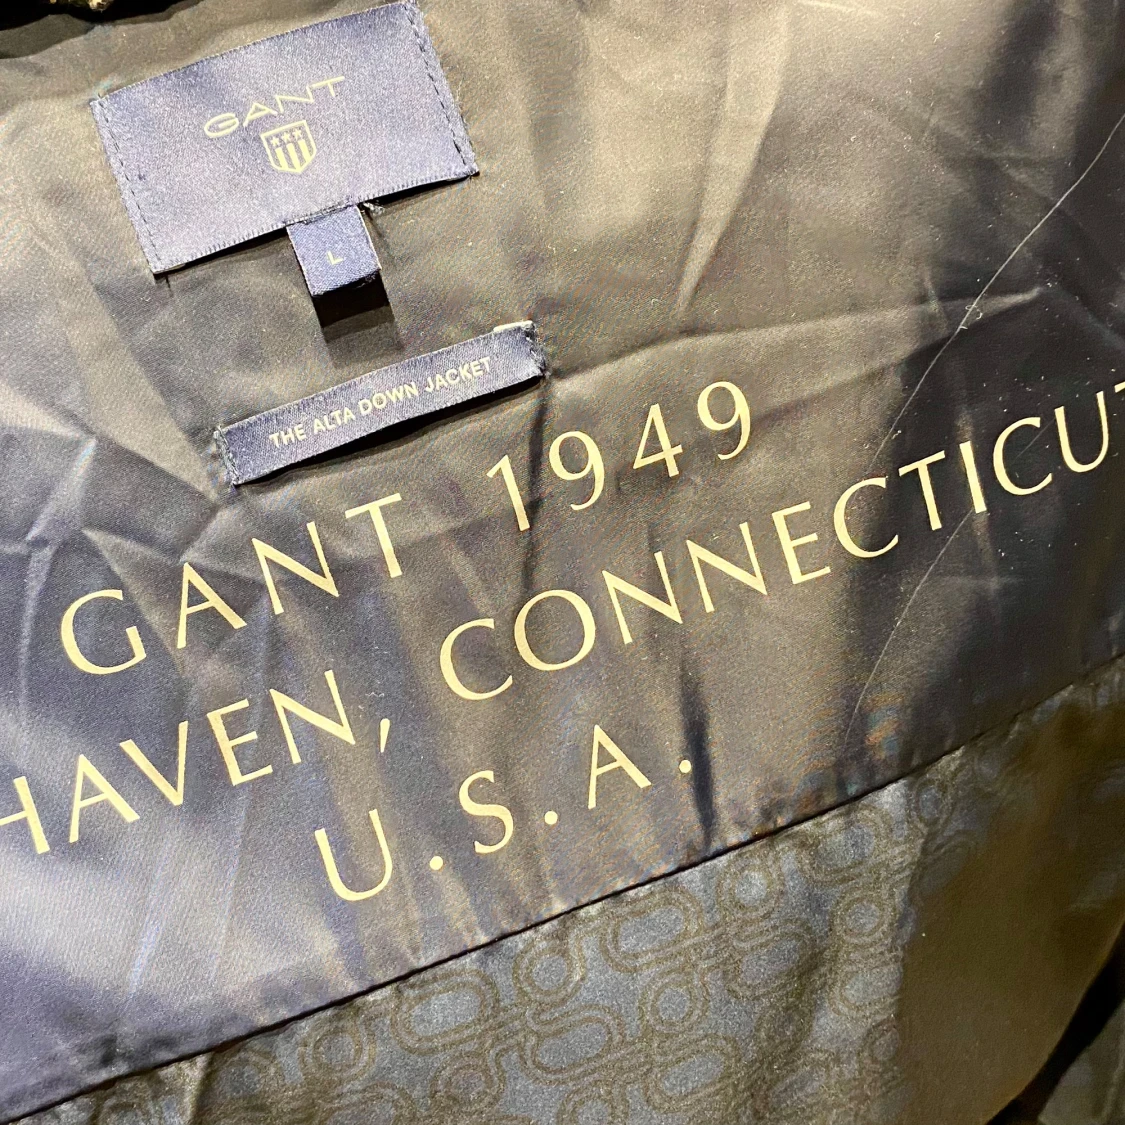 GANT
L
THE ALTA DOWN JACKET
GANT 1949
HAVEN, CONNECTICUT
U.S.A.